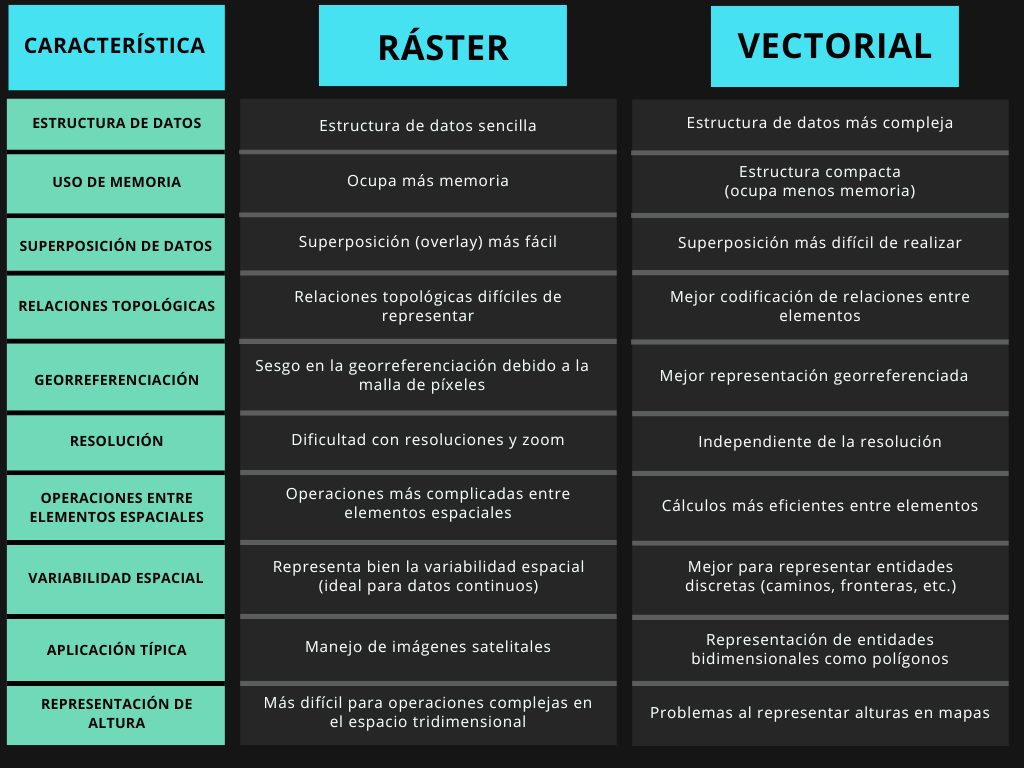 CARACTERÍSTICA
RÁSTER
VECTORIAL
ESTRUCTURA DE DATOS
Estructura de datos sencilla
Estructura de datos más compleja
USO DE MEMORIA
Ocupa más memoria
Estructura compacta
(ocupa menos memoria)
SUPERPOSICIÓN DE DATOS
Superposición (overlay) más fácil
Superposición más difícil de realizar
RELACIONES TOPOLÓGICAS
Relaciones topológicas difíciles de
representar
Mejor codificación de relaciones entre
elementos
GEORREFERENCIACIÓN
Sesgo en la georreferenciación debido a la
malla de píxeles
Mejor representación georreferenciada
RESOLUCIÓN
Dificultad con resoluciones y zoom
Independiente de la resolución
OPERACIONES ENTRE
ELEMENTOS ESPACIALES
Operaciones más complicadas entre
elementos espaciales
Cálculos más eficientes entre elementos
VARIABILIDAD ESPACIAL
Representa bien la variabilidad espacial
(ideal para datos continuos)
Mejor para representar entidades
discretas (caminos, fronteras, etc.)
APLICACIÓN TÍPICA
Manejo de imágenes satelitales
Representación de entidades
bidimensionales como polígonos
REPRESENTACIÓN DE
ALTURA
Más difícil para operaciones complejas en
el espacio tridimensional
Problemas al representar alturas en mapas